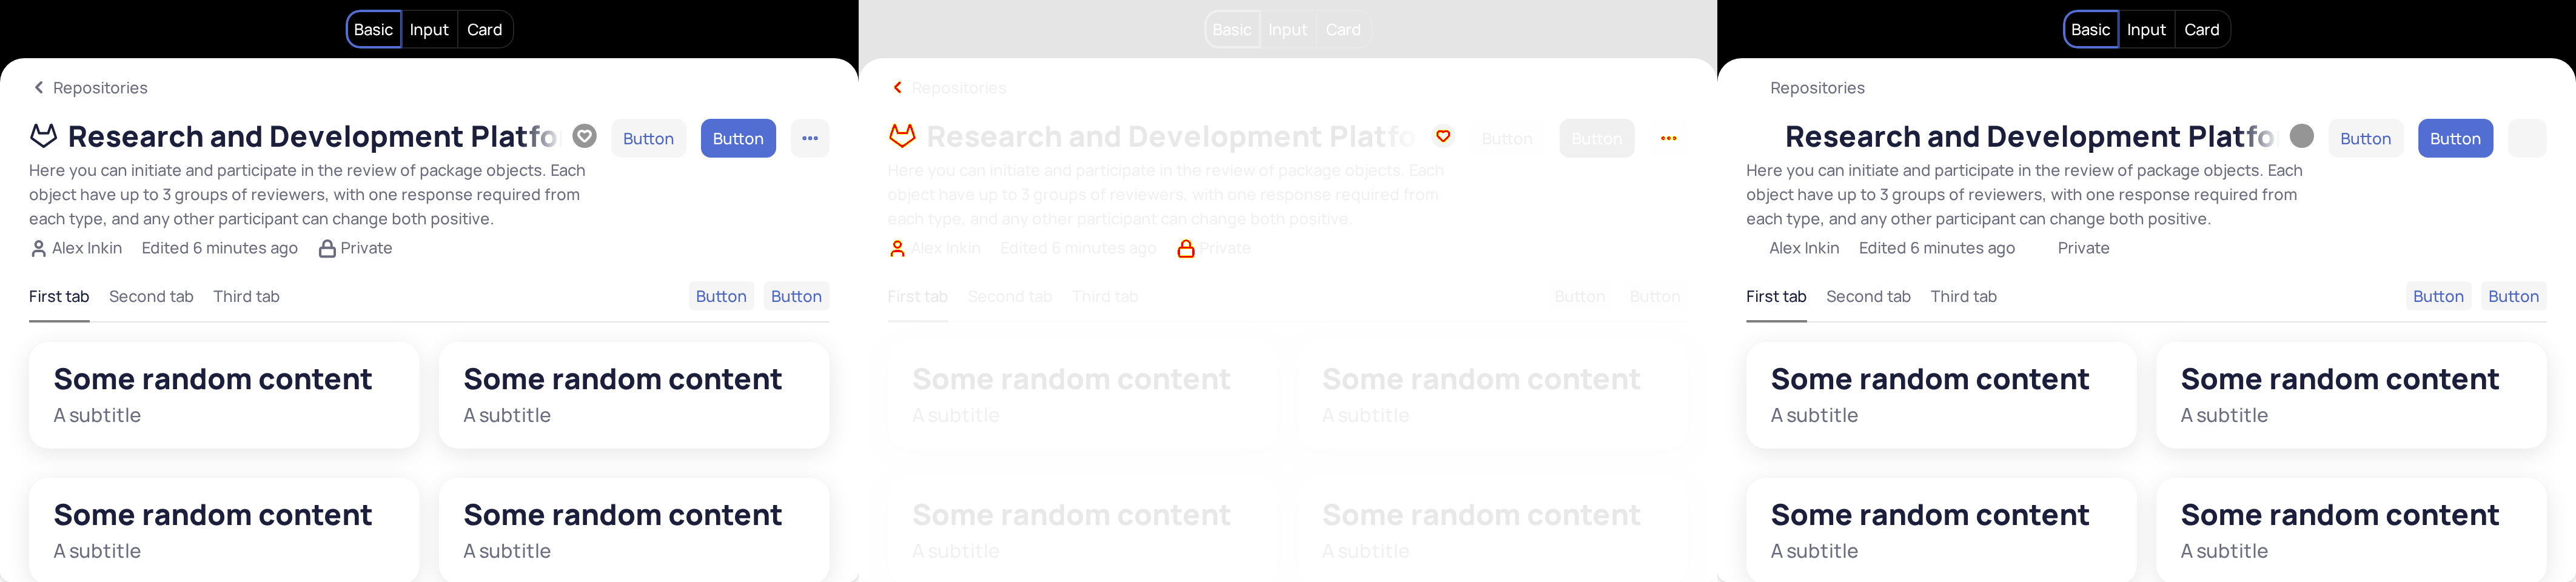 Basic Input Card
Repositories
Research and Development Platfo
Button Button
Here you can initiate and participate in the review of package objects. Each
object have up to 3 groups of reviewers, with one response required from
each type, and any other participant can change both positive.
Alex Inkin Edited 6 minutes ago Private
First tab Second tab Third tab Button Button
Some random content Some random content
A subtitle A subtitle
Some random content Some random content
A subtitle A subtitle
Basic Input Card
Repositories
Research and Development Platfo
Button Button
Here you can initiate and participate in the review of package objects. Each
object have up to 3 groups of reviewers, with one response required from
each type, and any other participant can change both positive.
Alex Inkin Edited 6 minutes ago Private
First tab Second tab Third tab Button Button
Some random content Some random content
A subtitle A subtitle
Some random content Some random content
A subtitle A subtitle
Basic Input Card
Repositories
Research and Development Platfo
Button Button
Here you can initiate and participate in the review of package objects. Each
object have up to 3 groups of reviewers, with one response required from
each type, and any other participant can change both positive.
Alex Inkin Edited 6 minutes ago Private
First tab Second tab Third tab Button Button
Some random content Some random content
A subtitle A subtitle
Some random content Some random content
A subtitle A subtitle